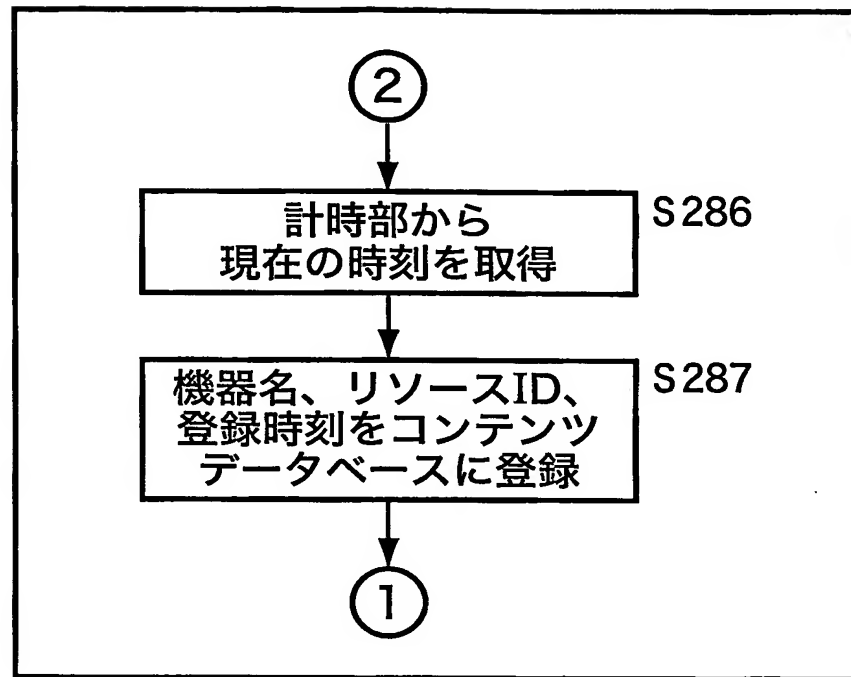 2
計時部から
現在の時刻を取得
S286
機器名、リソースID、
登録時刻をコンテンツ
データベースに登録
S287
1